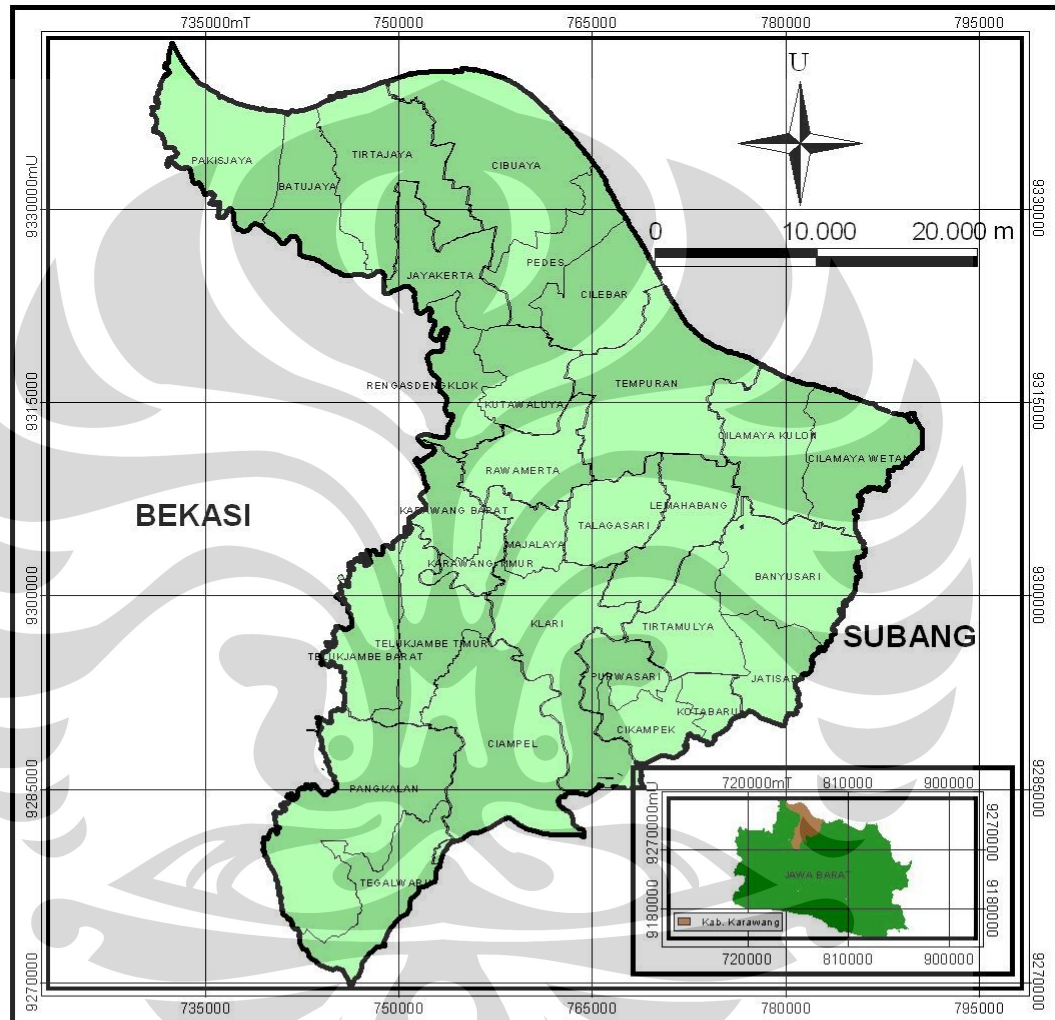 735000mT 750000 765000 780000 795000
U
PAKISJAYA
TIRTAJAYA
CIBUAYA
BATUJAYA
9330000mU
9330000
0 10.000 20.000 m
PEDES
JAYAKERTA
CILEBAR
RENGASDENGKLOK
TEMPURAN
9315000
9315000
KUTAWALUYA
CILAMAYA KULON
CILAMAYA WETAN
RAWAMERTA
LEMAHABANG
KARAWANG BARAT
BEKASI
TALAGASARI
MAJALAYA
KARAWANG TIMUR
BANYUSARI
9300000
9300000
KLARI
TIRTAMULYA
SUBANG
TELUKJAMBE TIMUR
TELUKJAMBE BARAT
PURWASARI
JATISARI
KOTABARU
CIKAMPEK
CIAMPEL
9285000
9285000
PANGKALAN
TEGALWARU
720000mT 810000 900000
9270000mU
9270000
JAWA BARAT
9180000
9180000
Kab. Karawang
720000 810000 900000
9270000
9270000
735000 750000 765000 780000 795000